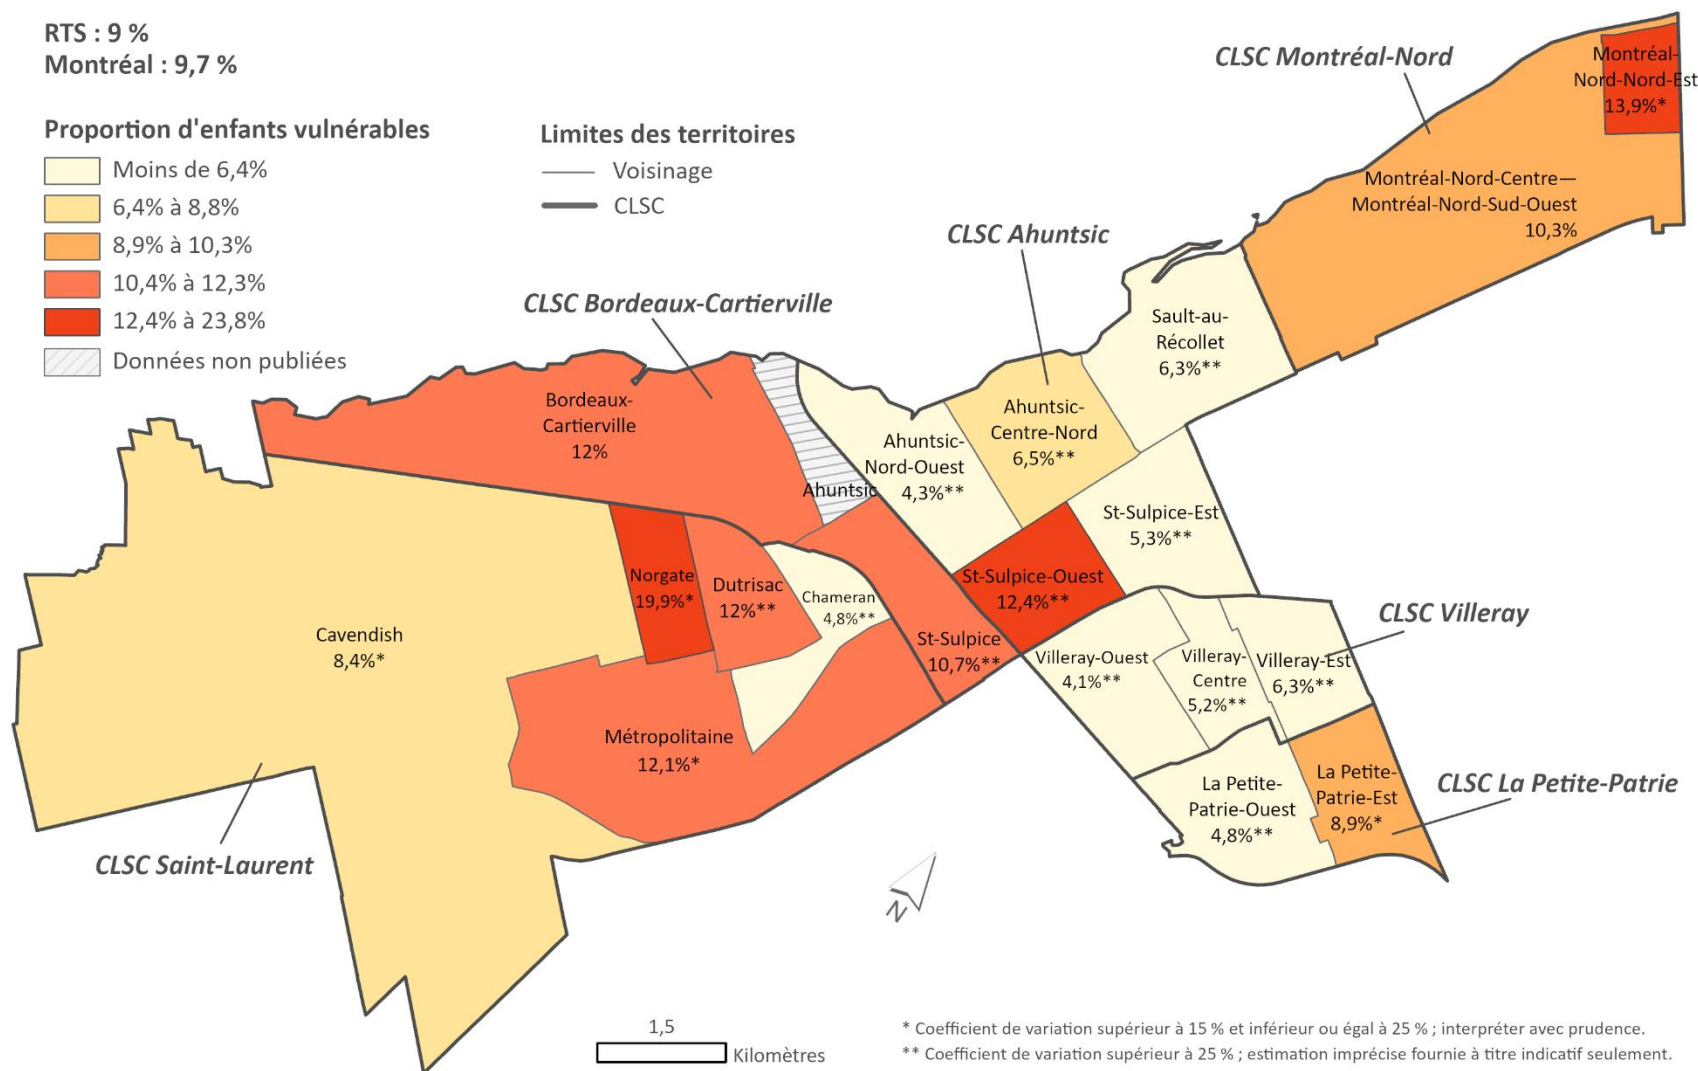 RTS : 9 %
Montréal : 9,7 %
Proportion d'enfants vulnérables
Moins de 6,4%
6,4% à 8,8%
8,9% à 10,3%
10,4% à 12,3%
12,4% à 23,8%
Données non publiées
Limites des territoires
Voisinage
CLSC
CLSC Montréal-Nord
Montréal-
Nord-Nord-Est
13,9%*
Montréal-Nord-Centre—
Montréal-Nord-Sud-Ouest
10,3%
CLSC Ahuntsic
Sault-au-
Récollet
6,3%**
Ahuntsic-
Centre-Nord
6,5%**
Ahuntsic-
Nord-Ouest
4,3%**
St-Sulpice-Est
5,3%**
St-Sulpice-Ouest
12,4%**
CLSC Bordeaux-Cartierville
Bordeaux-
Cartierville
12%
Ahuntsic
St-Sulpice
10,7%**
Norgate
19,9%*
Dutrisac
12%**
Chameran
4,8%**
Cavendish
8,4%*
Métropolitaine
12,1%*
CLSC Saint-Laurent
CLSC Villeray
Villeray-Ouest
4,1%**
Villeray-
Centre
5,2%**
Villeray-Est
6,3%**
CLSC La Petite-Patrie
La Petite-
Patrie-Ouest
4,8%**
La Petite-
Patrie-Est
8,9%*
N
1,5
Kilomètres
* Coefficient de variation supérieur à 15 % et inférieur ou égal à 25 % ; interpréter avec prudence.
** Coefficient de variation supérieur à 25 % ; estimation imprécise fournie à titre indicatif seulement.